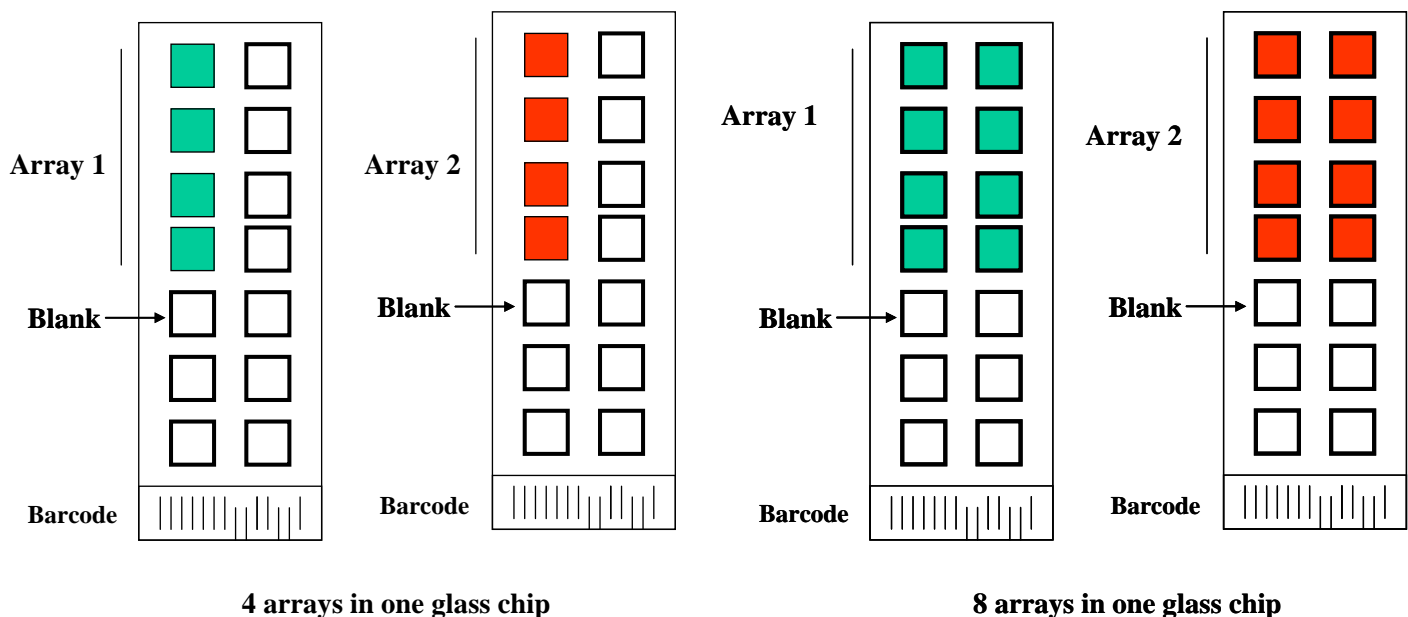 Array 1
Array 2
Array 1
Array 2
Blank
Blank
Blank
Blank
Barcode
Barcode
Barcode
Barcode
4 arrays in one glass chip
8 arrays in one glass chip